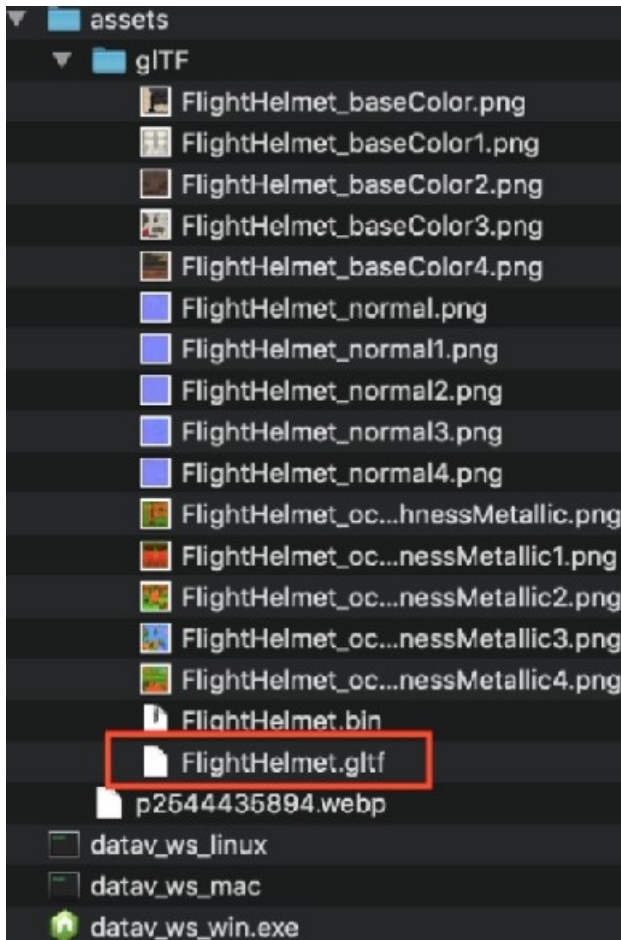 assets
glTF
FlightHelmet_baseColor.png
FlightHelmet_baseColor1.png
FlightHelmet_baseColor2.png
FlightHelmet_baseColor3.png
FlightHelmet_baseColor4.png
FlightHelmet_normal.png
FlightHelmet_normal1.png
FlightHelmet_normal2.png
FlightHelmet_normal3.png
FlightHelmet_normal4.png
FlightHelmet_oc...hnessMetallic.png
FlightHelmet_oc...nessMetallic1.png
FlightHelmet_oc...nessMetallic2.png
FlightHelmet_oc...nessMetallic3.png
FlightHelmet_oc...nessMetallic4.png
FlightHelmet.bin
FlightHelmet.gltf
p2544435894.webp
datav_ws_linux
datav_ws_mac
datav_ws_win.exe